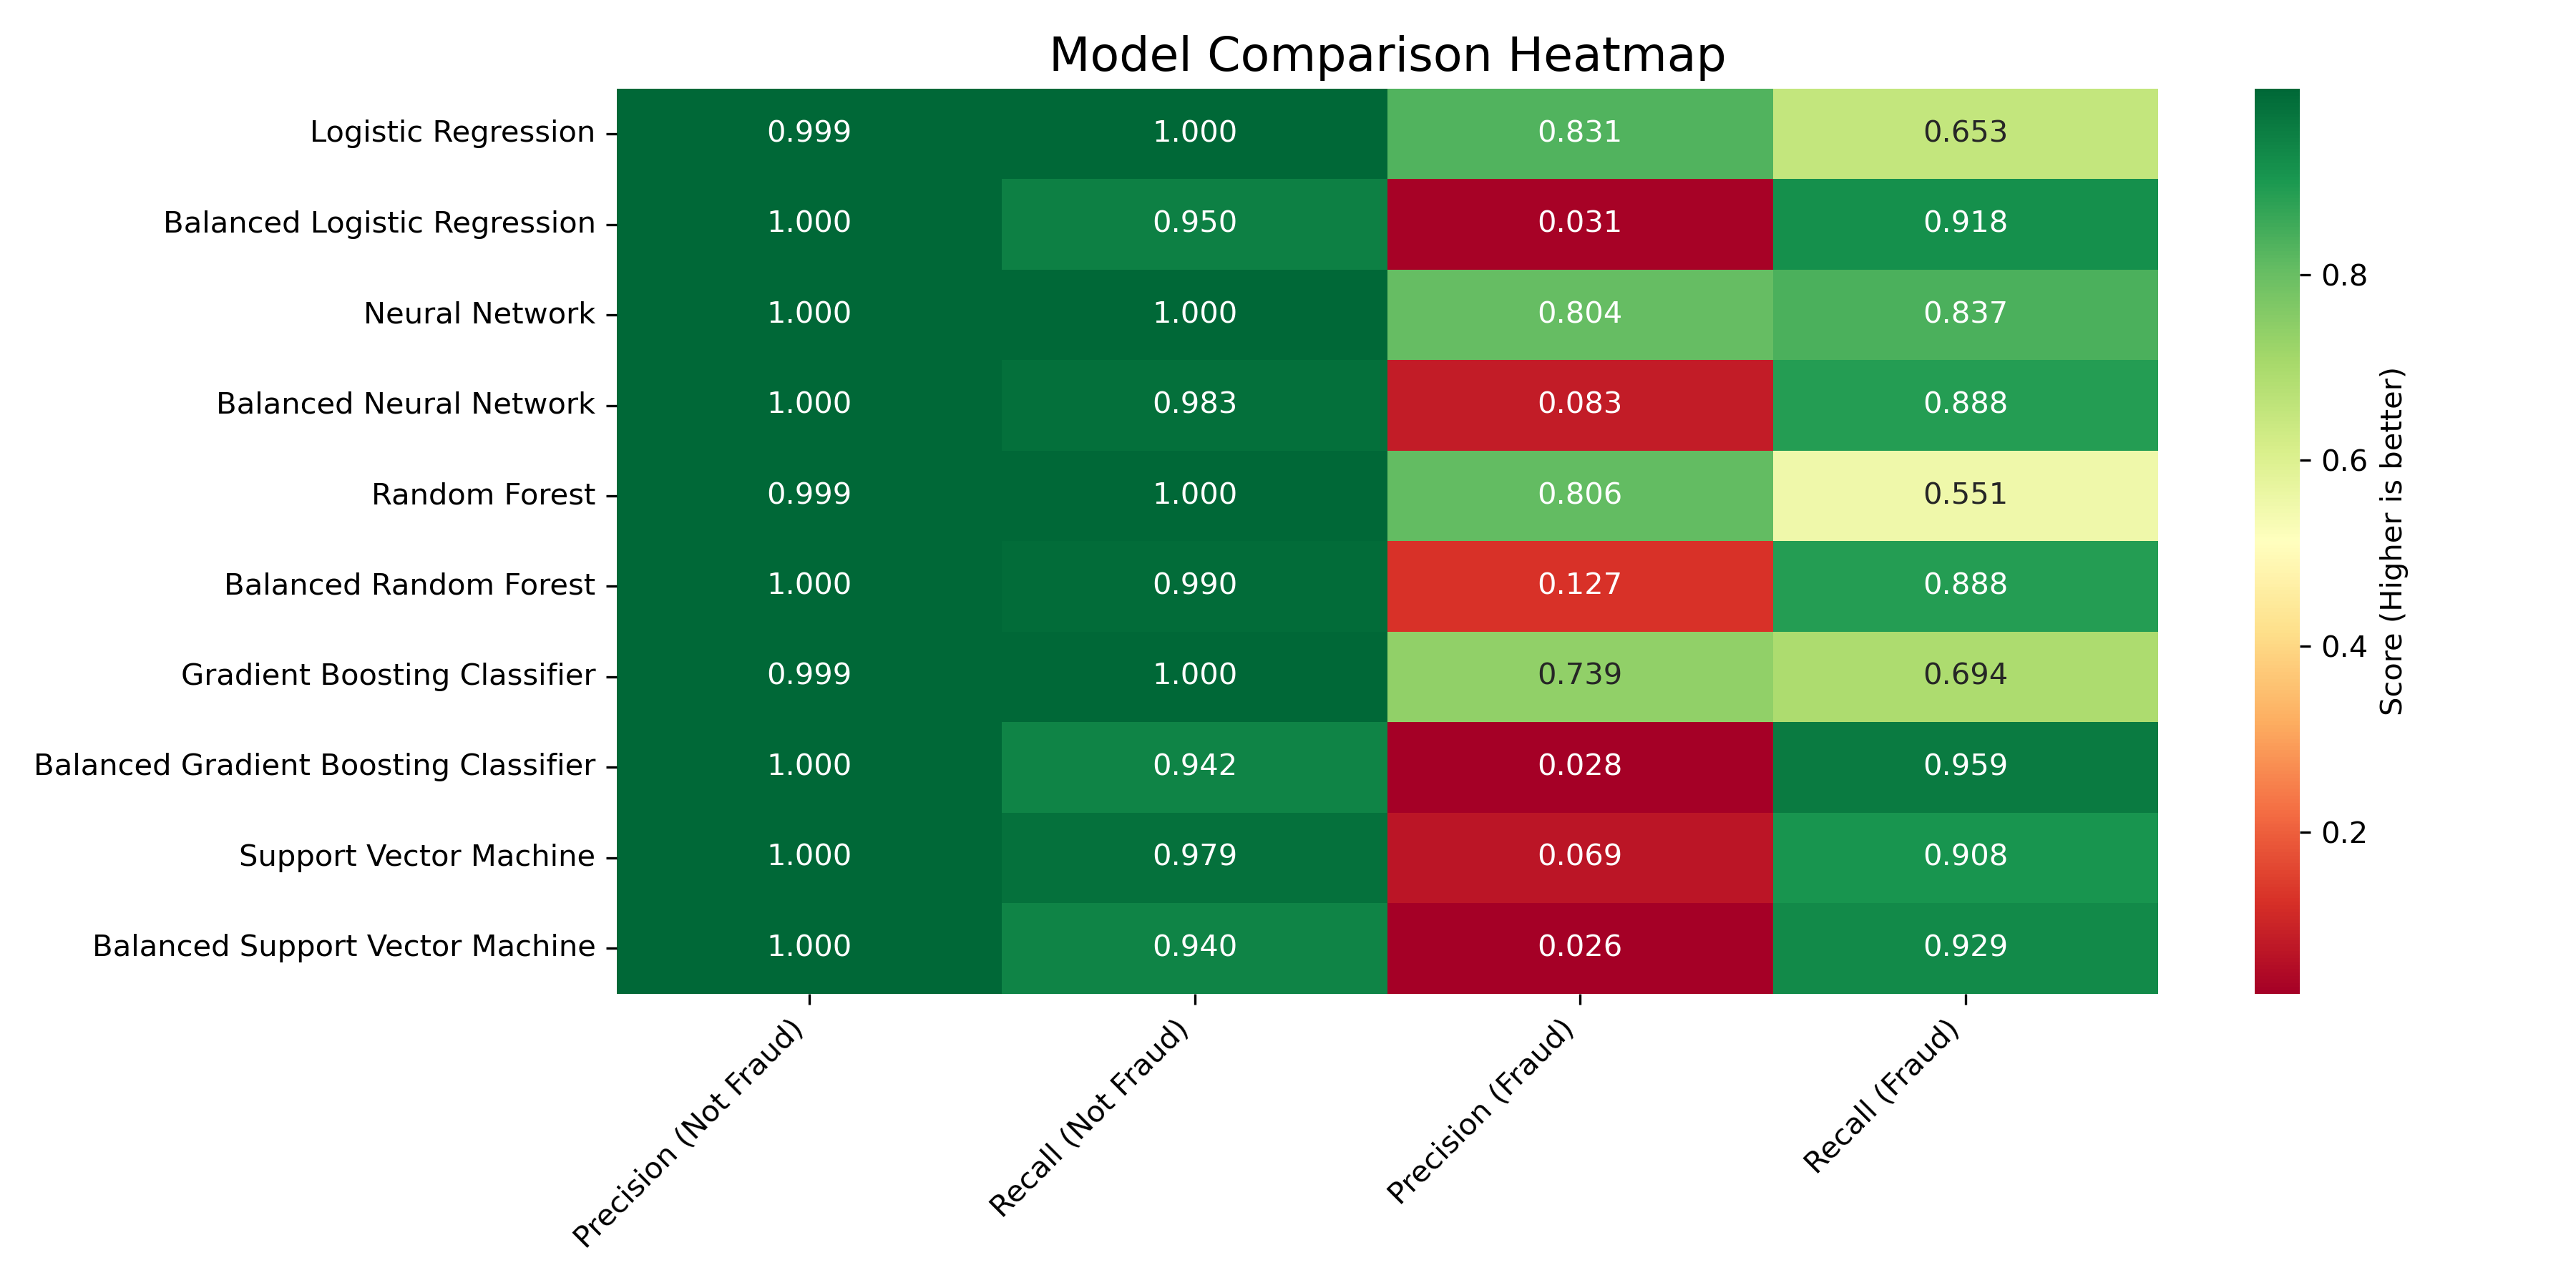 Model Comparison Heatmap
Logistic Regression 0.999 1.000 0.831 0.653
Balanced Logistic Regression 1.000 0.950 0.031 0.918
Neural Network 1.000 1.000 0.804 0.837
Balanced Neural Network 1.000 0.983 0.083 0.888
Random Forest 0.999 1.000 0.806 0.551
Balanced Random Forest 1.000 0.990 0.127 0.888
Gradient Boosting Classifier 0.999 1.000 0.739 0.694
Balanced Gradient Boosting Classifier 1.000 0.942 0.028 0.959
Support Vector Machine 1.000 0.979 0.069 0.908
Balanced Support Vector Machine 1.000 0.940 0.026 0.929
Precision (Not Fraud)
Recall (Not Fraud)
Precision (Fraud)
Recall (Fraud)
0.8
0.6
0.4
0.2
Score (Higher is better)